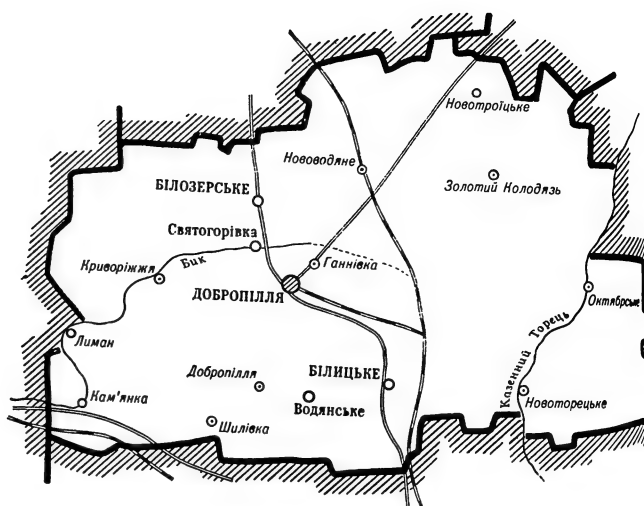 Новотроїцьке
Нововодяне
Золотий Колодязь
БІЛОЗЕРСЬКЕ
Святогорівка
Бик
Ганнівка
Криворіжжя
ДОБРОПІЛЛЯ
Октябрське
Казенний Торець
Лиман
Добропілля
БІЛИЦЬКЕ
Водянське
Новоторецьке
Кам'янка
Шилівка